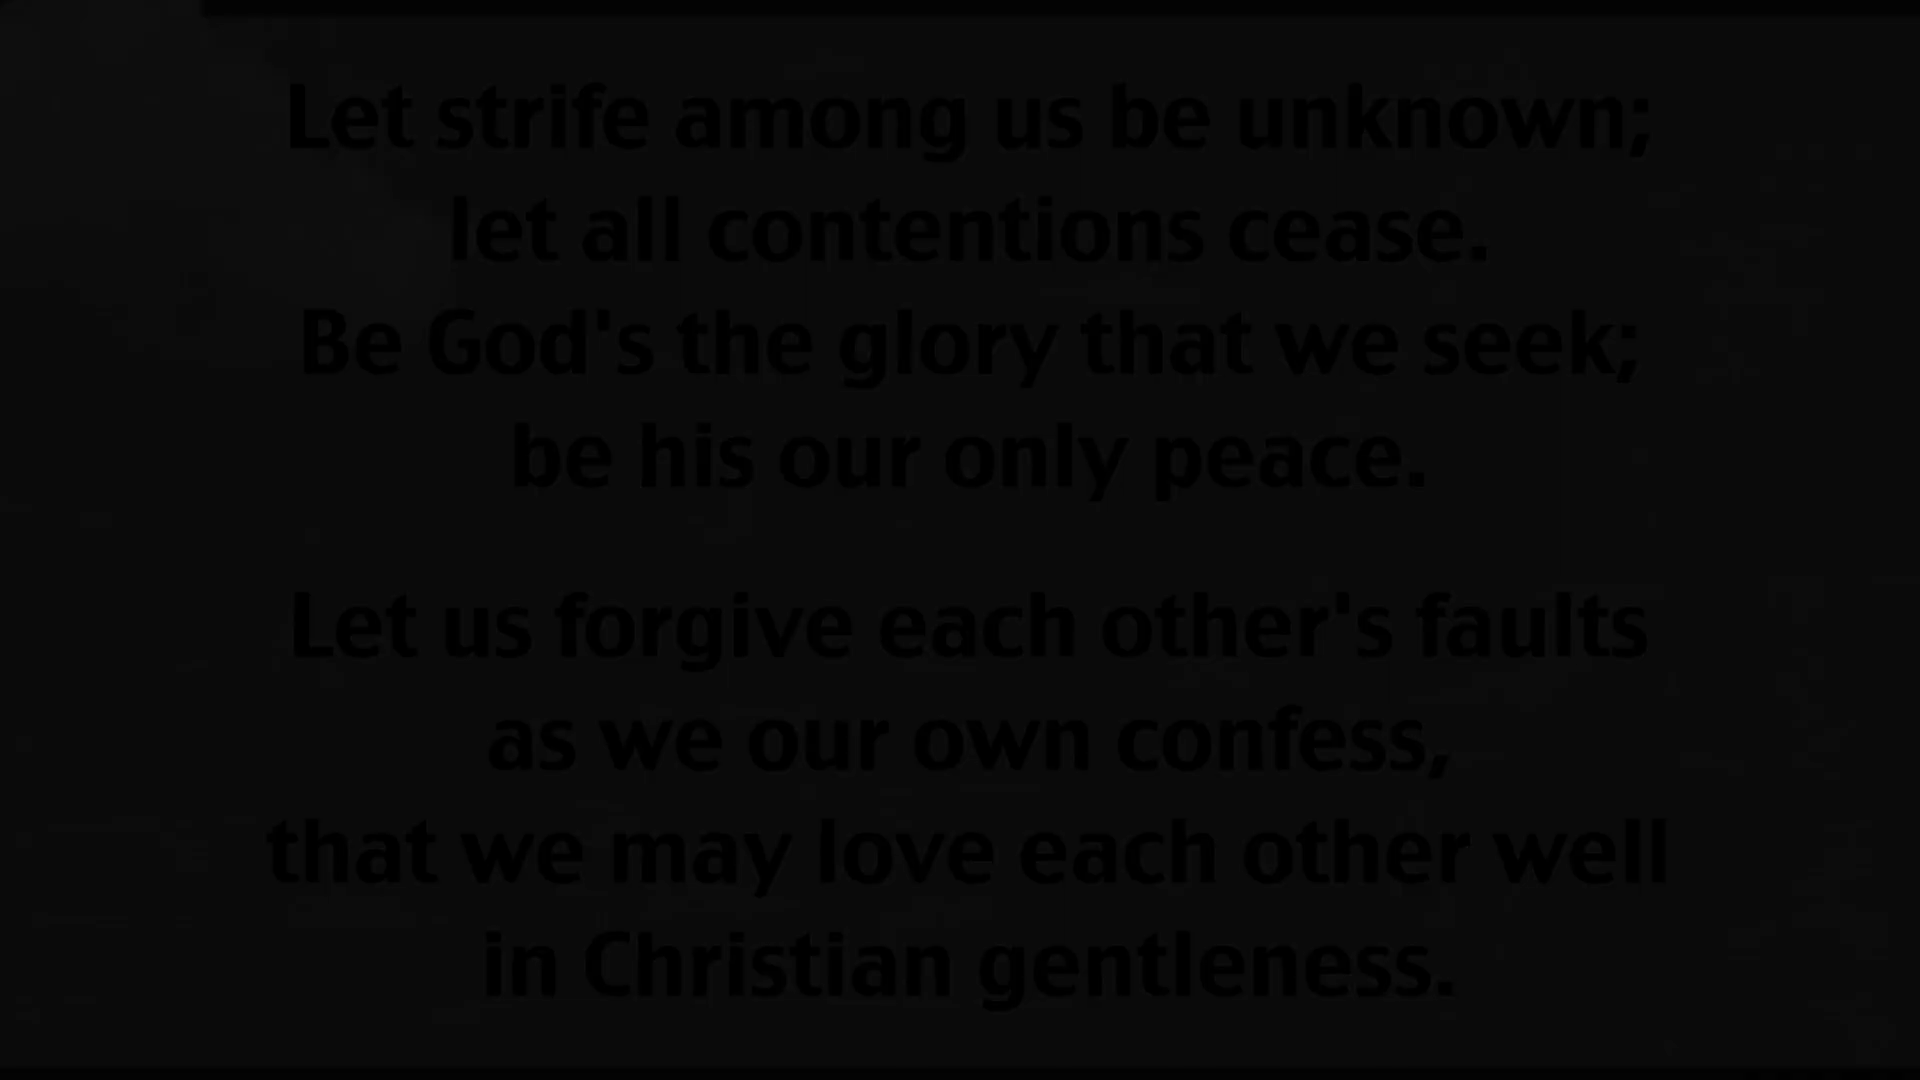 Let strife among us be unknown;
let all contentions cease.
Be God's the glory that we seek;
be his our only peace.
Let us forgive each other's faults
as we our own confess,
that we may love each other well
in Christian gentleness.